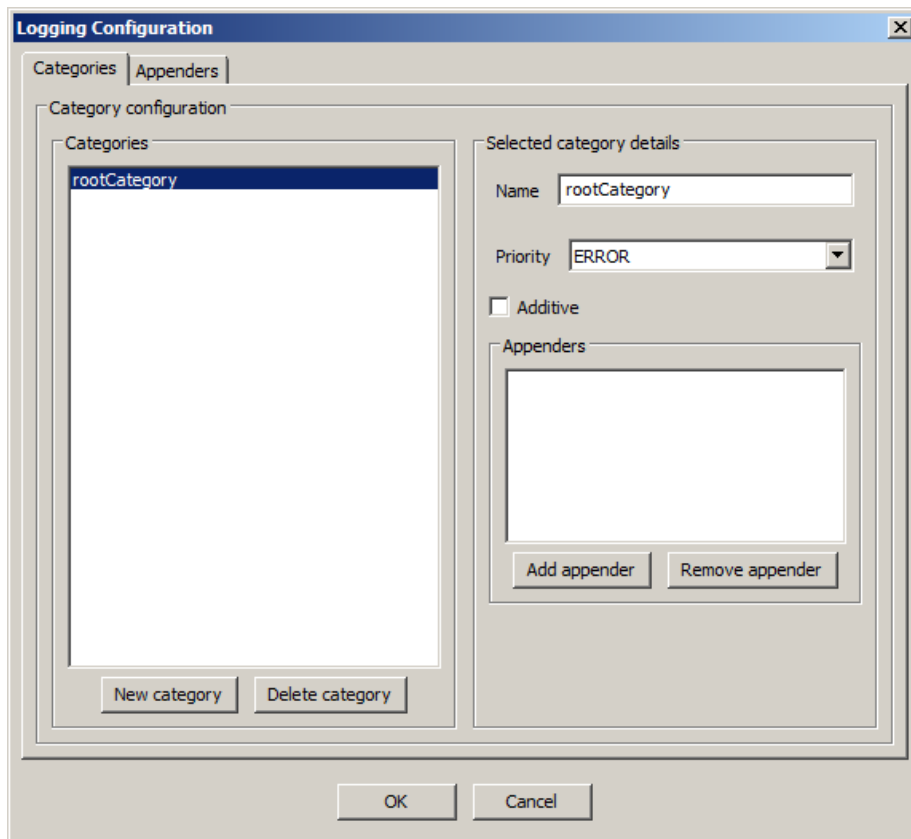 Logging Configuration
Categories Appenders
Category configuration
Categories
rootCategory
New category Delete category
Selected category details
Name rootCategory
Priority ERROR
Additive
Appenders
Add appender Remove appender
OK Cancel